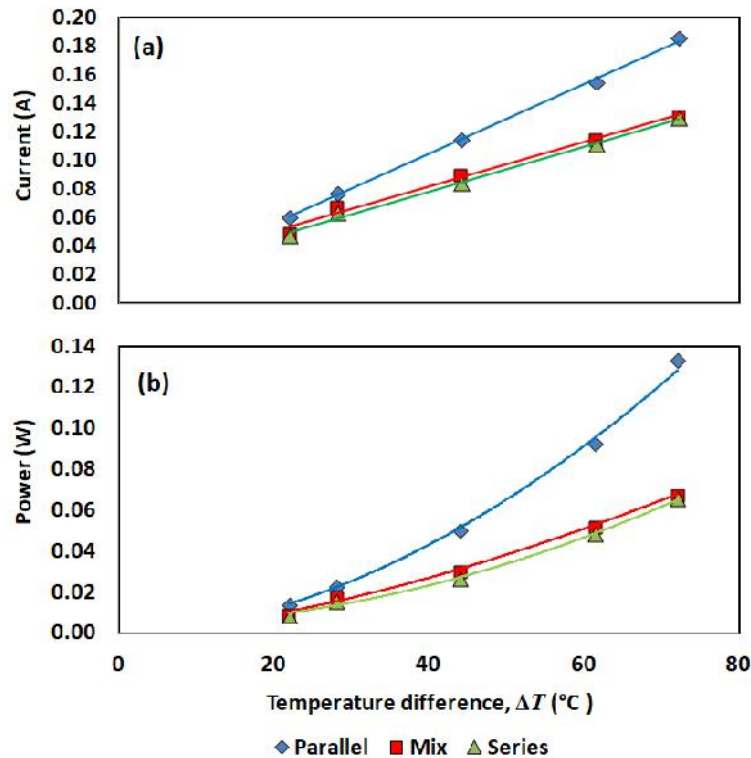 0.20
(a)
0.18
0.16
0.14
0.12
0.10
0.08
0.06
0.04
0.02
0.00
Current (A)
0.14
(b)
0.12
0.10
0.08
0.06
0.04
0.02
0.00
Power (W)
0 20 40 60 80
Temperature difference, ΔT (°C )
Parallel Mix Series